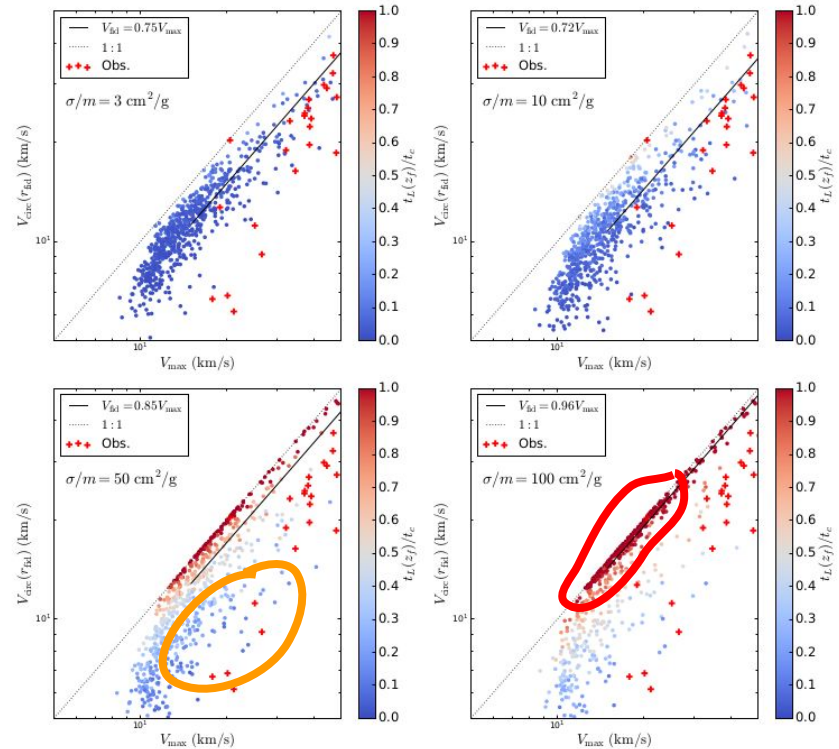 V_fid = 0.75V_max
1 : 1
Obs.
σ/m = 3 cm²/g
V_circ(r_fid) (km/s)
10¹
10¹
V_max (km/s)
1.0
0.9
0.8
0.7
0.6
0.5
0.4
0.3
0.2
0.1
0.0
t_L(z_f)/t_c
V_fid = 0.72V_max
1 : 1
Obs.
σ/m = 10 cm²/g
V_circ(r_fid) (km/s)
10¹
10¹
V_max (km/s)
1.0
0.9
0.8
0.7
0.6
0.5
0.4
0.3
0.2
0.1
0.0
t_L(z_f)/t_c
V_fid = 0.85V_max
1 : 1
Obs.
σ/m = 50 cm²/g
V_circ(r_fid) (km/s)
10¹
10¹
V_max (km/s)
1.0
0.9
0.8
0.7
0.6
0.5
0.4
0.3
0.2
0.1
0.0
t_L(z_f)/t_c
V_fid = 0.96V_max
1 : 1
Obs.
σ/m = 100 cm²/g
V_circ(r_fid) (km/s)
10¹
10¹
V_max (km/s)
1.0
0.9
0.8
0.7
0.6
0.5
0.4
0.3
0.2
0.1
0.0
t_L(z_f)/t_c